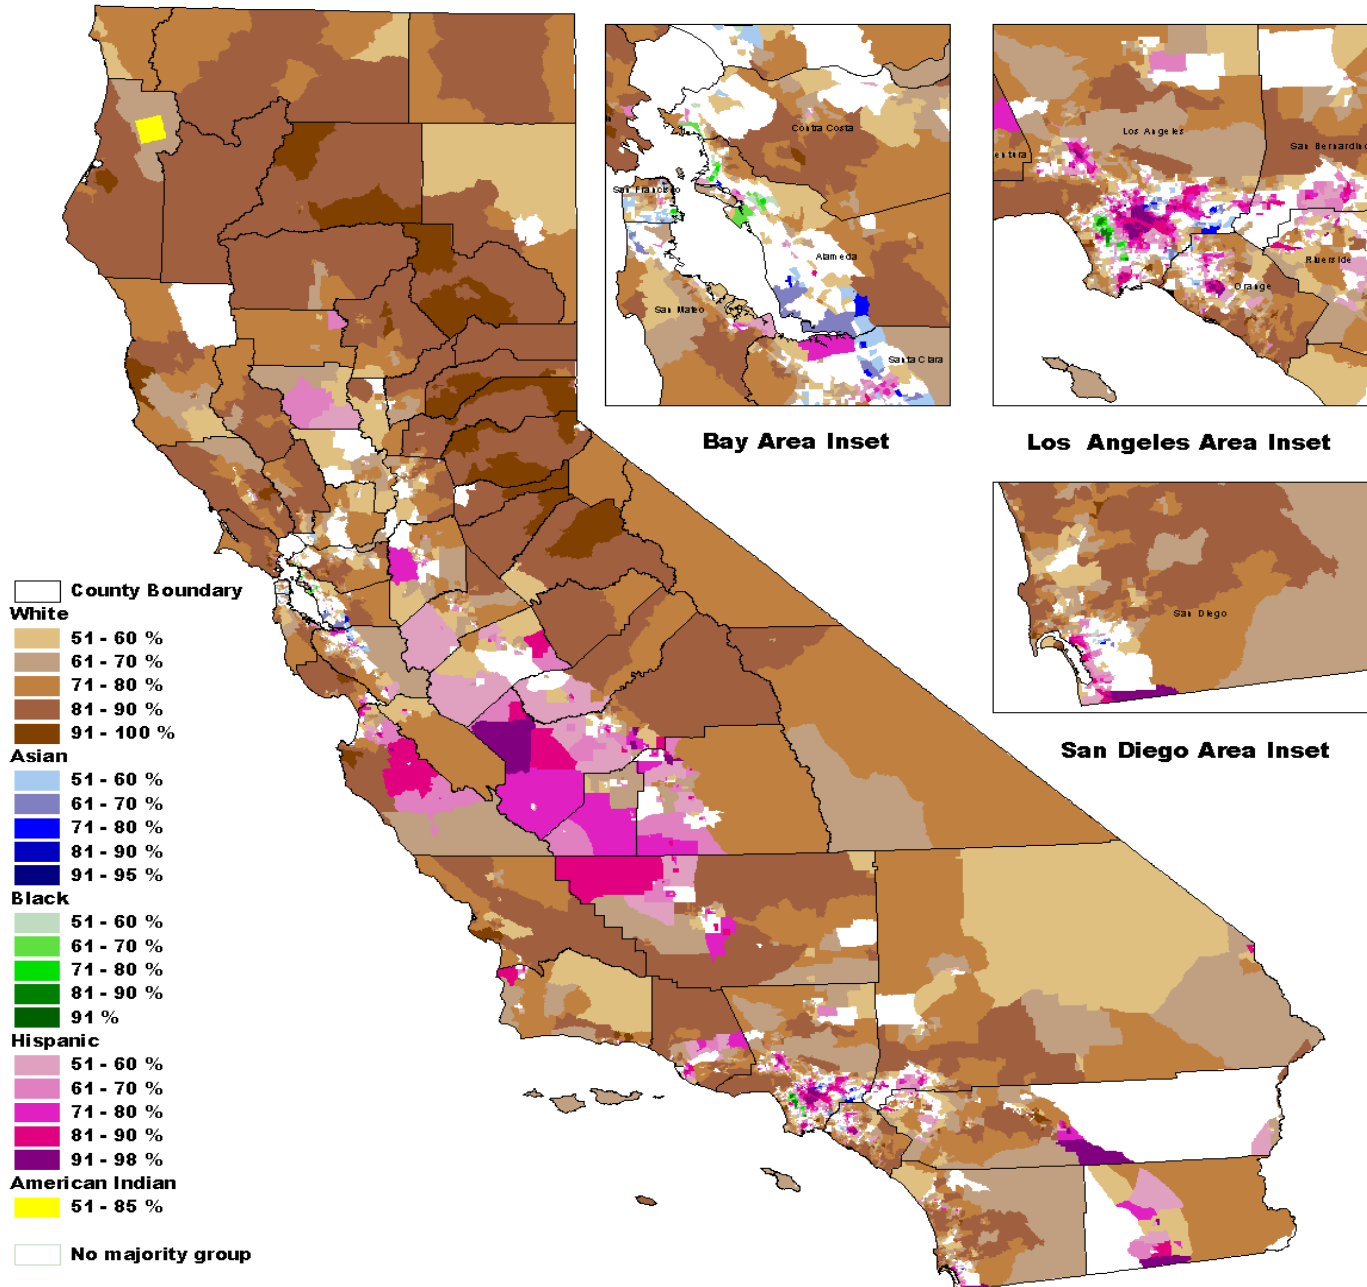 County Boundary
White
51 - 60 %
61 - 70 %
71 - 80 %
81 - 90 %
91 - 100 %
Asian
51 - 60 %
61 - 70 %
71 - 80 %
81 - 90 %
91 - 95 %
Black
51 - 60 %
61 - 70 %
71 - 80 %
81 - 90 %
91 %
Hispanic
51 - 60 %
61 - 70 %
71 - 80 %
81 - 90 %
91 - 98 %
American Indian
51 - 85 %
No majority group
Contra Costa
San Francisco
Alameda
San Mateo
Santa Clara
Bay Area Inset
Los Angeles
entura
San Bernardino
Riverside
Orange
Los Angeles Area Inset
San Diego
San Diego Area Inset